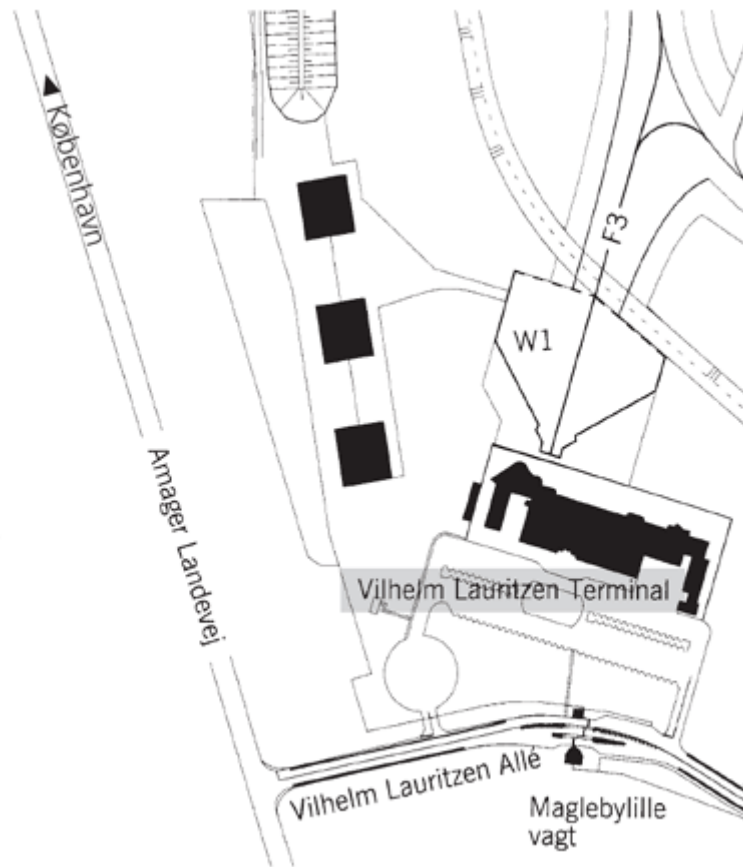 København
F3
W1
Amager Landevej
Vilhelm Lauritzen Terminal
Vilhelm Lauritzen Allé
Maglebylille
vagt